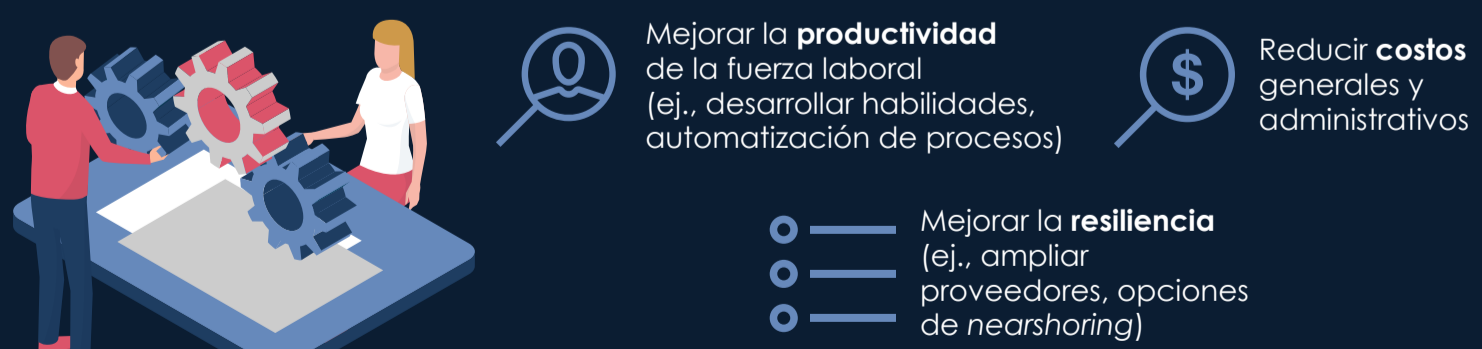 Mejorar la productividad
de la fuerza laboral
(ej., desarrollar habilidades,
automatización de procesos)
$
Reducir costos
generales y
administrativos
Mejorar la resiliencia
(ej., ampliar
proveedores, opciones
de nearshoring)